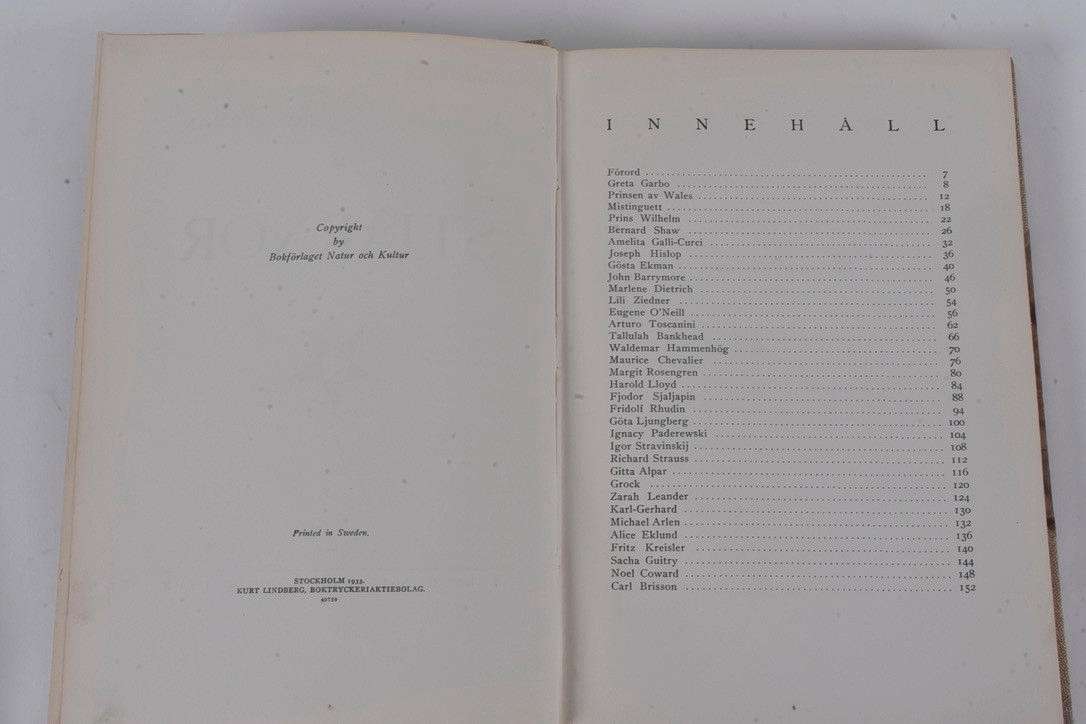 Copyright
by
Bokförlaget Natur och Kultur
Printed in Sweden.
STOCKHOLM 1933.
KURT LINDBERG, BOKTRYCKERIAKTIEBOLAG.
INNEHÅLL
Förord 7
Greta Garbo 8
Prinsen av Wales 12
Mistinguett 18
Prins Wilhelm 22
Bernard Shaw 26
Amelita Galli-Curci 32
Joseph Hislop 36
Gösta Ekman 40
John Barrymore 46
Marlene Dietrich 50
Lili Ziedner 54
Eugene O'Neill 56
Arturo Toscanini 62
Tallulah Bankhead 66
Waldemar Hammenhög 70
Maurice Chevalier 76
Margit Rosengren 80
Harold Lloyd 84
Fjodor Sjaljapin 88
Fridolf Rhudin 94
Göta Ljungberg 100
Ignacy Paderewski 104
Igor Stravinskij 108
Richard Strauss 112
Gitta Alpar 116
Grock 120
Zarah Leander 124
Karl-Gerhard 130
Michael Arlen 132
Alice Eklund 136
Fritz Kreisler 140
Sacha Guitry 144
Noel Coward 148
Carl Brisson 152